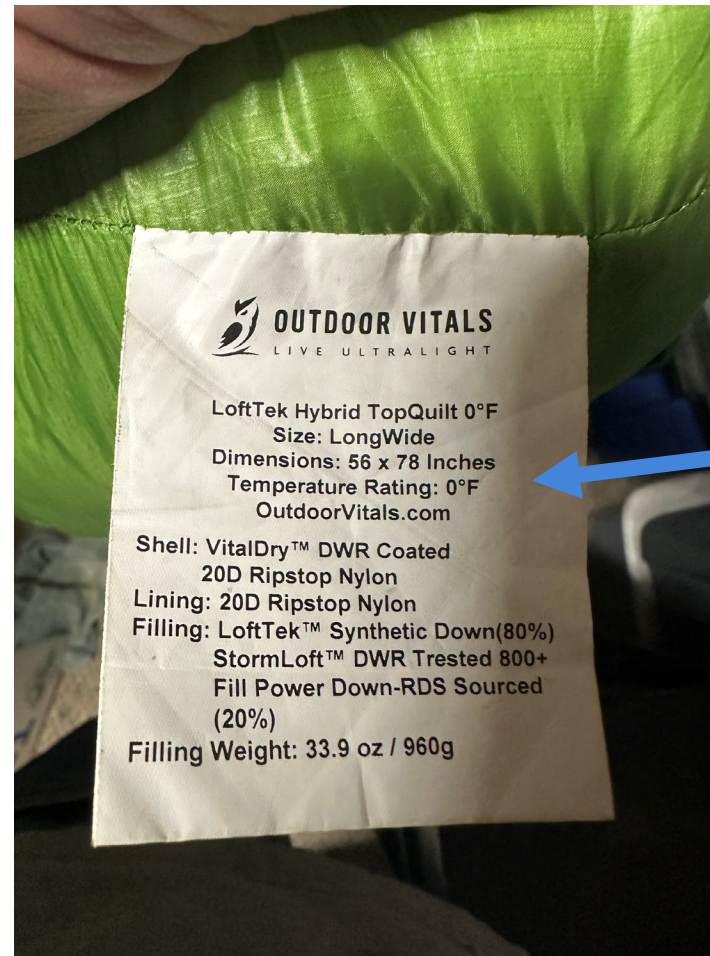 OUTDOOR VITALS
LIVE ULTRALIGHT
LoftTek Hybrid TopQuilt 0°F
Size: LongWide
Dimensions: 56 x 78 Inches
Temperature Rating: 0°F
OutdoorVitals.com
Shell: VitalDry™ DWR Coated
20D Ripstop Nylon
Lining: 20D Ripstop Nylon
Filling: LoftTek™ Synthetic Down(80%)
StormLoft™ DWR Trested 800+
Fill Power Down-RDS Sourced
(20%)
Filling Weight: 33.9 oz / 960g